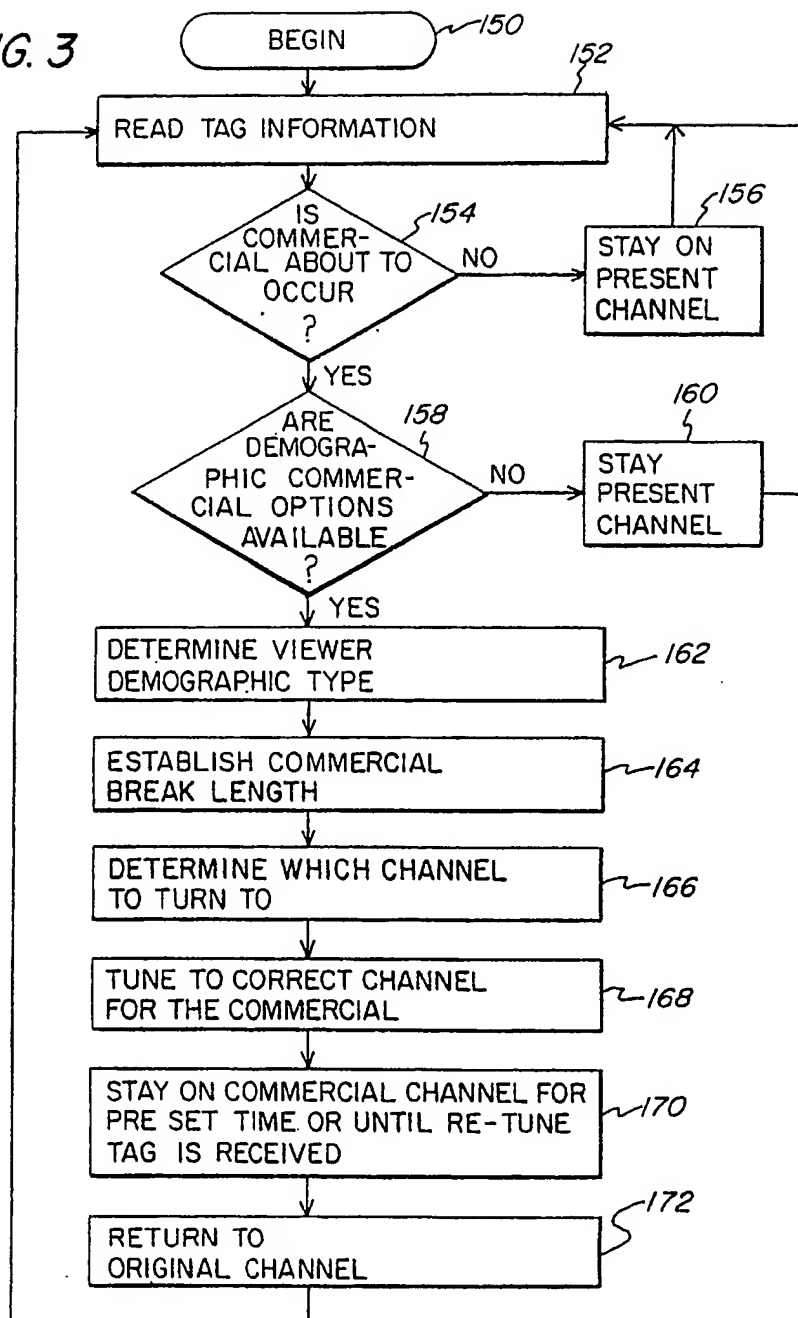 G. 3
BEGIN
150
152
READ TAG INFORMATION
IS
COMMER-
CIAL ABOUT TO
OCCUR
?
154
NO
156
STAY ON
PRESENT
CHANNEL
YES
ARE
DEMOGRA-
PHIC COMMER-
CIAL OPTIONS
AVAILABLE
?
158
NO
160
STAY
PRESENT
CHANNEL
YES
DETERMINE VIEWER
DEMOGRAPHIC TYPE
162
ESTABLISH COMMERCIAL
BREAK LENGTH
164
DETERMINE WHICH CHANNEL
TO TURN TO
166
TUNE TO CORRECT CHANNEL
FOR THE COMMERCIAL
168
STAY ON COMMERCIAL CHANNEL FOR
PRE SET TIME OR UNTIL RE-TUNE
TAG IS RECEIVED
170
RETURN TO
ORIGINAL CHANNEL
172